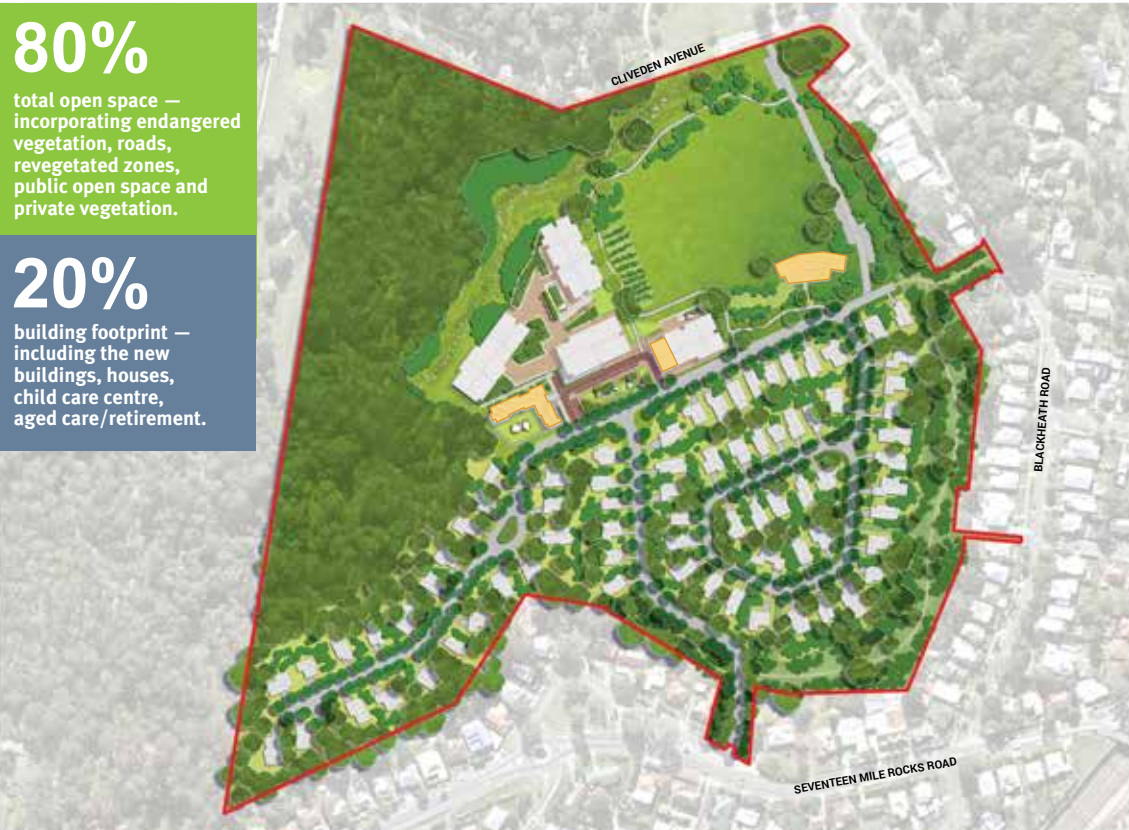 80%
total open space —
incorporating endangered
vegetation, roads,
revegetated zones,
public open space and
private vegetation.
20%
building footprint —
including the new
buildings, houses,
child care centre,
aged care/retirement.
CLIVEDEN AVENUE
BLACKHEATH ROAD
SEVENTEEN MILE ROCKS ROAD